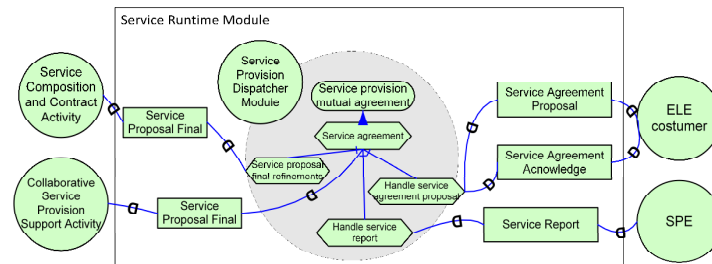 Service Runtime Module
Service
Composition
and Contract
Activity
Service
Proposal Final
Service
Provision
Dispatcher
Module
Service provision
mutual agreement
Service agreement
Service proposal
final refinements
Handle service
agreement proposal
Handle service
report
Service Agreement
Proposal
Service Agreement
Acnowledge
ELE
costumer
Collaborative
Service
Provision
Support Activity
Service
Proposal Final
Service Report
SPE
D
D
D
D
D
D
D
D
D
D